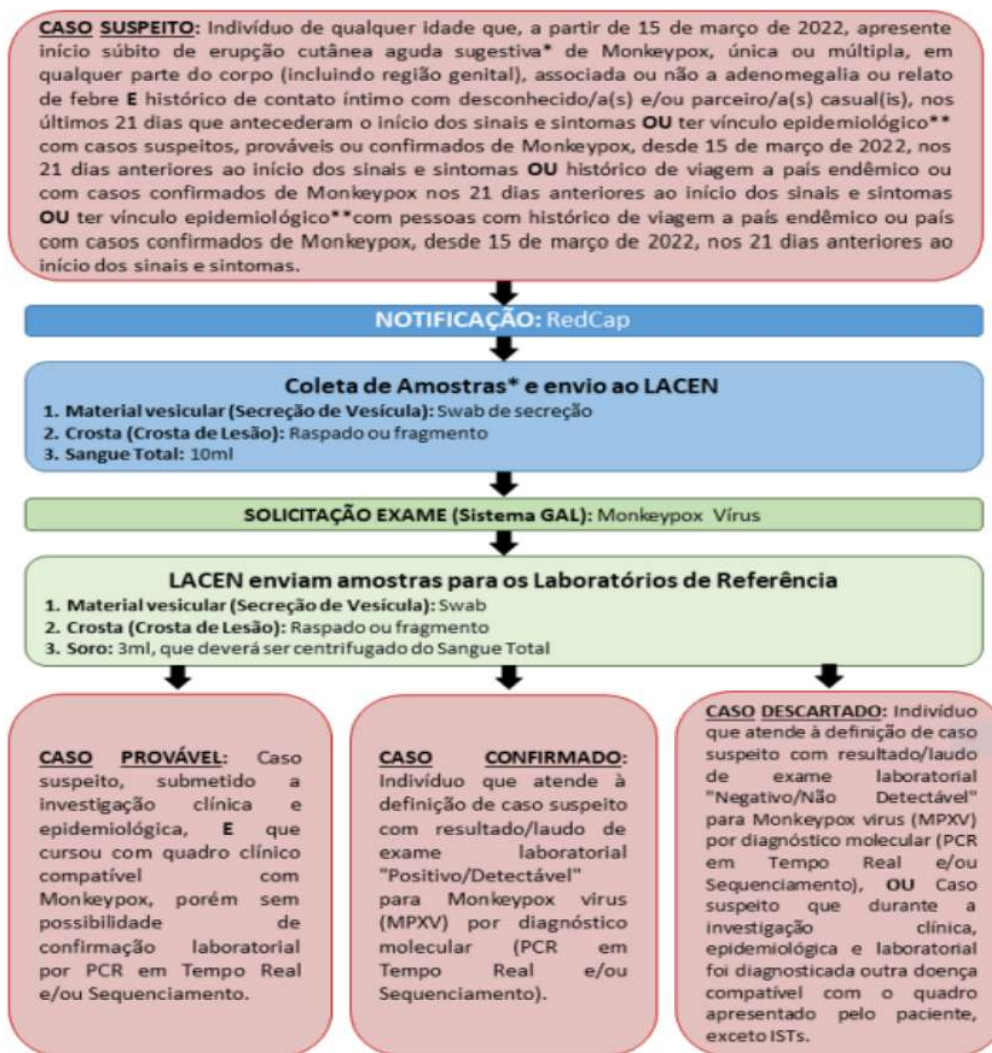 CASO SUSPEITO: Indivíduo de qualquer idade que, a partir de 15 de março de 2022, apresente
início súbito de erupção cutânea aguda sugestiva* de Monkeypox, única ou múltipla, em
qualquer parte do corpo (incluindo região genital), associada ou não a adenomegalia ou relato
de febre E histórico de contato íntimo com desconhecido/a(s) e/ou parceiro/a(s) casual(is), nos
últimos 21 dias que antecederam o início dos sinais e sintomas OU ter vínculo epidemiológico**
com casos suspeitos, prováveis ou confirmados de Monkeypox, desde 15 de março de 2022, nos
21 dias anteriores ao início dos sinais e sintomas OU histórico de viagem a país endêmico ou
com casos confirmados de Monkeypox nos 21 dias anteriores ao início dos sinais e sintomas
OU ter vínculo epidemiológico**com pessoas com histórico de viagem a país endêmico ou país
com casos confirmados de Monkeypox, desde 15 de março de 2022, nos 21 dias anteriores ao
início dos sinais e sintomas.
NOTIFICAÇÃO: RedCap
Coleta de Amostras* e envio ao LACEN
1. Material vesicular (Secreção de Vesícula): Swab de secreção
2. Crosta (Crosta de Lesão): Raspado ou fragmento
3. Sangue Total: 10ml
SOLICITAÇÃO EXAME (Sistema GAL): Monkeypox Vírus
LACEN enviam amostras para os Laboratórios de Referência
1. Material vesicular (Secreção de Vesícula): Swab
2. Crosta (Crosta de Lesão): Raspado ou fragmento
3. Soro: 3ml, que deverá ser centrifugado do Sangue Total
CASO PROVÁVEL: Caso
suspeito, submetido a
investigação clínica e
epidemiológica, E que
cursou com quadro clínico
compatível com
Monkeypox, porém sem
possibilidade de
confirmação laboratorial
por PCR em Tempo Real
e/ou Sequenciamento.
CASO CONFIRMADO:
Indivíduo que atende à
definição de caso suspeito
com resultado/laudo de
exame laboratorial
"Positivo/Detectável"
para Monkeypox vírus
(MPXV) por diagnóstico
molecular (PCR em
Tempo Real e/ou
Sequenciamento).
CASO DESCARTADO: Indivíduo
que atende à definição de caso
suspeito com resultado/laudo
de exame laboratorial
"Negativo/Não Detectável"
para Monkeypox vírus (MPXV)
por diagnóstico molecular (PCR
em Tempo Real e/ou
Sequenciamento), OU Caso
suspeito que durante a
investigação clínica,
epidemiológica e laboratorial
foi diagnosticada outra doença
compatível com o quadro
apresentado pelo paciente,
exceto ISTs.